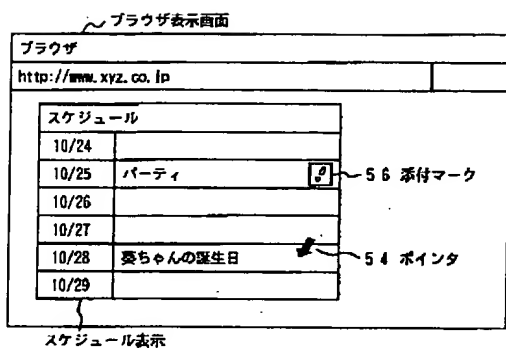 ブラウザ表示画面
ブラウザ
http://www.xyz.co.jp
スケジュール
10/24
10/25 パーティ
56 添付マーク
10/26
10/27
10/28 葵ちゃんの誕生日
54 ポインタ
10/29
スケジュール表示